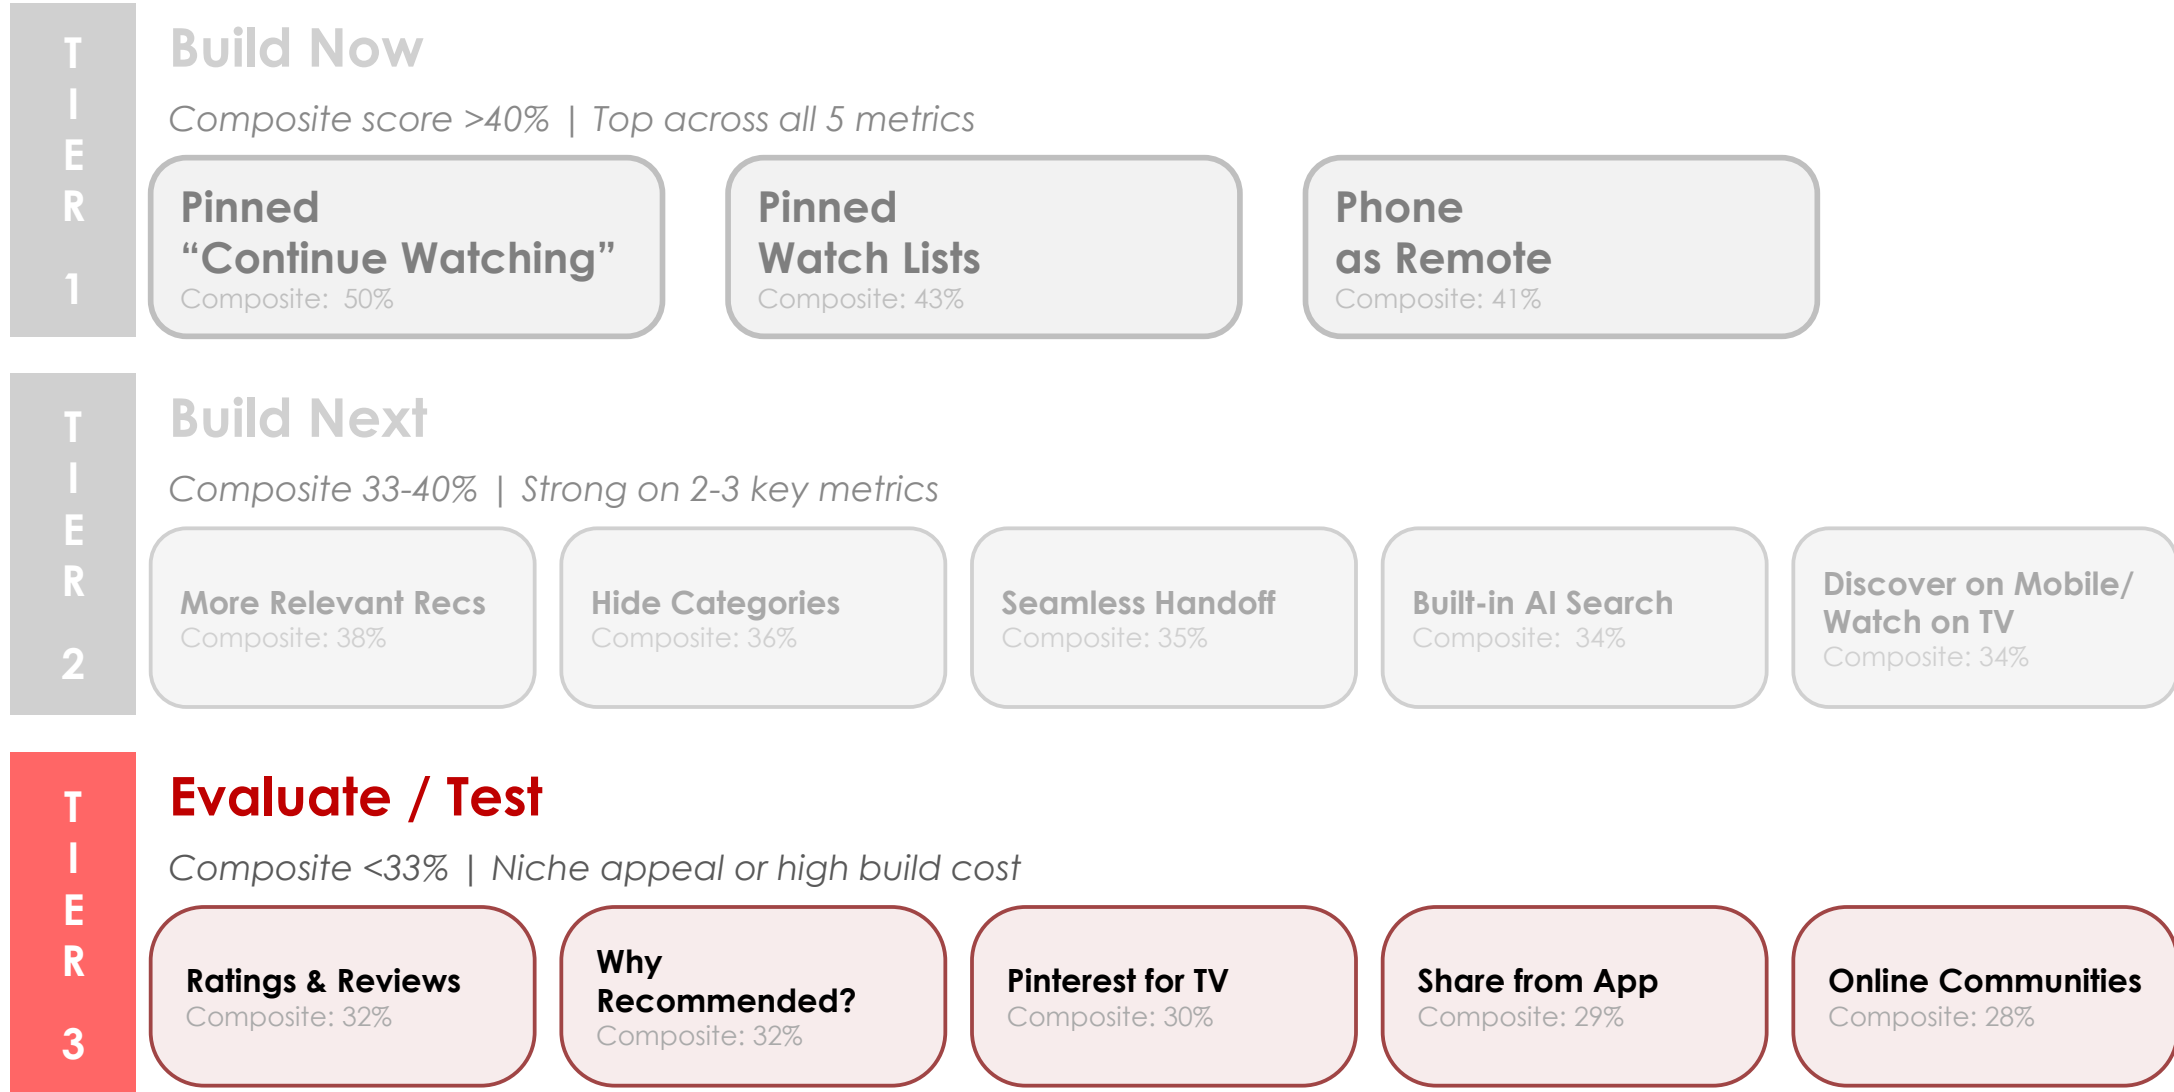 TIER 1
Build Now
Composite score >40% | Top across all 5 metrics
Pinned
“Continue Watching”
Composite:  50%
Pinned
Watch Lists
Composite: 43%
Phone
as Remote
Composite: 41%
TIER 2
Build Next
Composite 33-40% | Strong on 2-3 key metrics
More Relevant Recs
Composite: 38%
Hide Categories
Composite: 36%
Seamless Handoff
Composite: 35%
Built-in AI Search
Composite:  34%
Discover on Mobile/
Watch on TV
Composite: 34%
TIER 3
Evaluate / Test
Composite <33% | Niche appeal or high build cost
Ratings & Reviews
Composite: 32%
Why
Recommended?
Composite: 32%
Pinterest for TV
Composite: 30%
Share from App
Composite: 29%
Online Communities
Composite: 28%